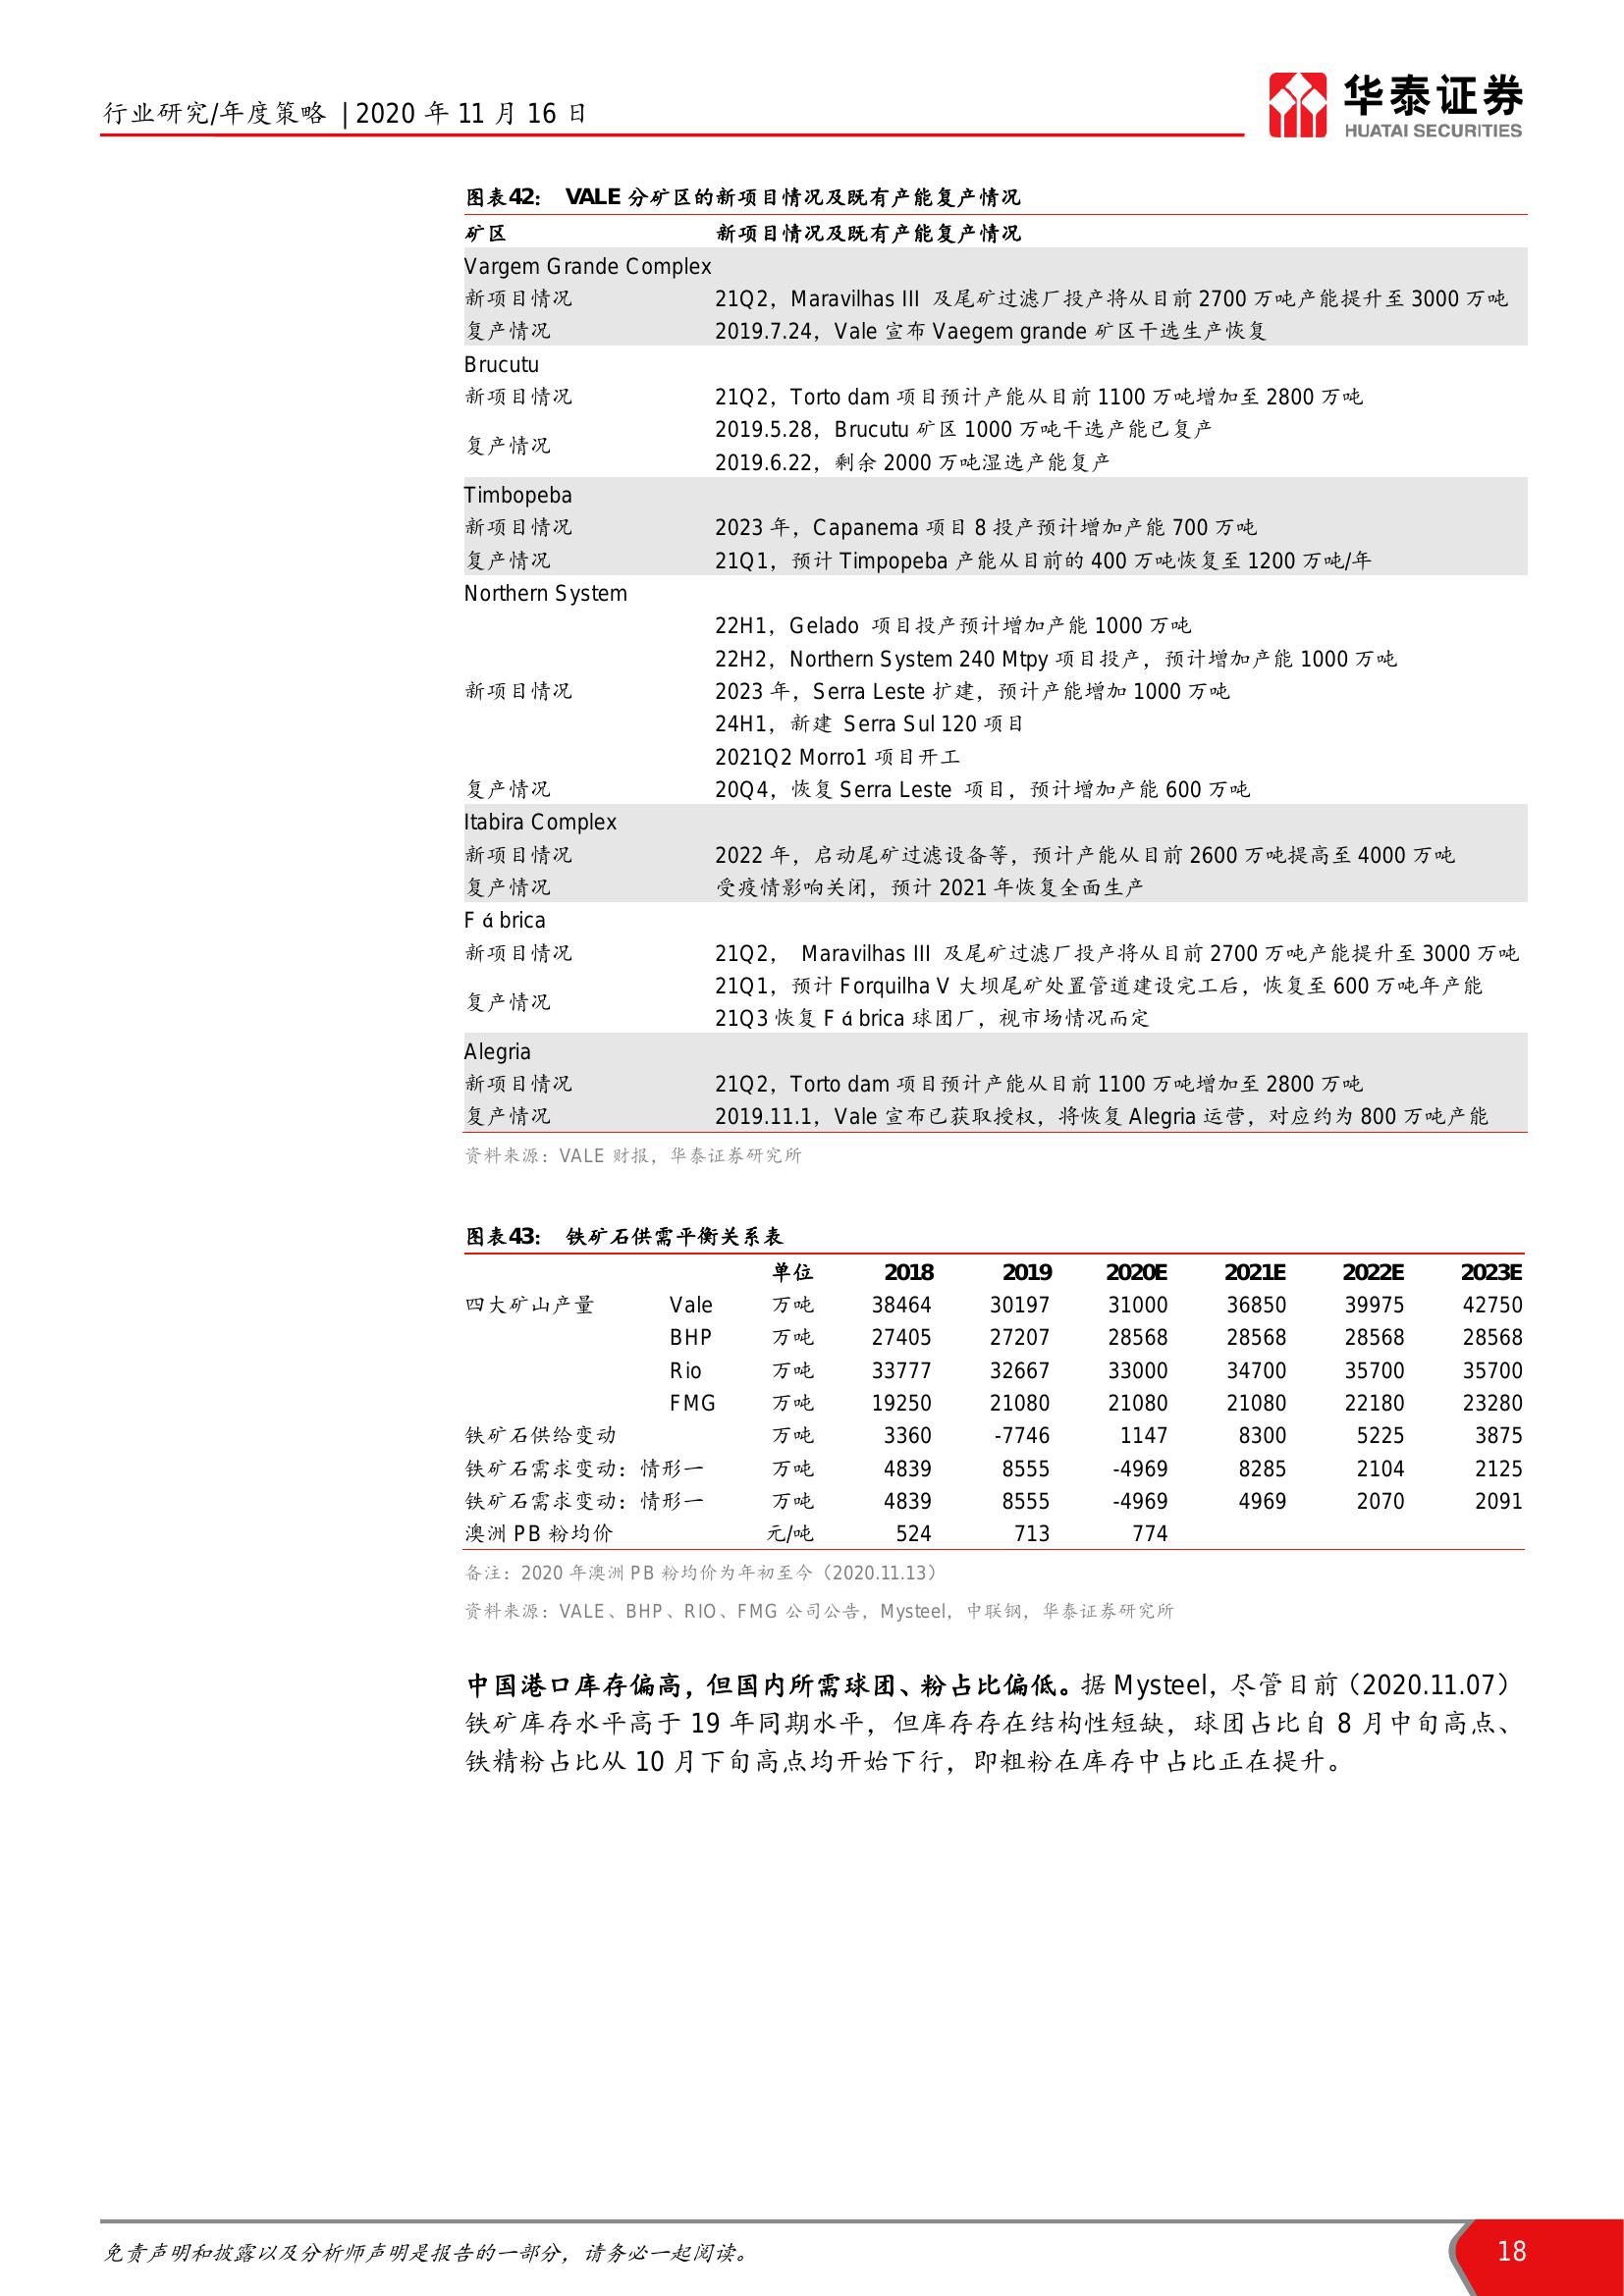 行业研究/年度策略 | 2020 年 11 月 16 日
华泰证券
HUATAI SECURITIES
图表42： VALE 分矿区的新项目情况及既有产能复产情况
矿区 新项目情况及既有产能复产情况
Vargem Grande Complex
新项目情况 21Q2，Maravilhas III 及尾矿过滤厂投产将从目前 2700 万吨产能提升至 3000 万吨
复产情况 2019.7.24，Vale 宣布 Vaegem grande 矿区干选生产恢复
Brucutu
新项目情况 21Q2，Torto dam 项目预计产能从目前 1100 万吨增加至 2800 万吨
复产情况 2019.5.28，Brucutu 矿区 1000 万吨干选产能已复产
2019.6.22，剩余 2000 万吨湿选产能复产
Timbopeba
新项目情况 2023 年，Capanema 项目 8 投产预计增加产能 700 万吨
复产情况 21Q1，预计 Timpopeba 产能从目前的 400 万吨恢复至 1200 万吨/年
Northern System
22H1，Gelado 项目投产预计增加产能 1000 万吨
22H2，Northern System 240 Mtpy 项目投产，预计增加产能 1000 万吨
新项目情况 2023 年，Serra Leste 扩建，预计产能增加 1000 万吨
24H1，新建 Serra Sul 120 项目
2021Q2 Morro1 项目开工
复产情况 20Q4，恢复 Serra Leste 项目，预计增加产能 600 万吨
Itabira Complex
新项目情况 2022 年，启动尾矿过滤设备等，预计产能从目前 2600 万吨提高至 4000 万吨
复产情况 受疫情影响关闭，预计 2021 年恢复全面生产
F á brica
新项目情况 21Q2， Maravilhas III 及尾矿过滤厂投产将从目前 2700 万吨产能提升至 3000 万吨
复产情况 21Q1，预计 Forquilha V 大坝尾矿处置管道建设完工后，恢复至 600 万吨年产能
21Q3 恢复 F á brica 球团厂，视市场情况而定
Alegria
新项目情况 21Q2，Torto dam 项目预计产能从目前 1100 万吨增加至 2800 万吨
复产情况 2019.11.1，Vale 宣布已获取授权，将恢复 Alegria 运营，对应约为 800 万吨产能
资料来源：VALE 财报，华泰证券研究所
图表43： 铁矿石供需平衡关系表
单位 2018 2019 2020E 2021E 2022E 2023E
四大矿山产量 Vale 万吨 38464 30197 31000 36850 39975 42750
BHP 万吨 27405 27207 28568 28568 28568 28568
Rio 万吨 33777 32667 33000 34700 35700 35700
FMG 万吨 19250 21080 21080 21080 22180 23280
铁矿石供给变动 万吨 3360 -7746 1147 8300 5225 3875
铁矿石需求变动：情形一 万吨 4839 8555 -4969 8285 2104 2125
铁矿石需求变动：情形一 万吨 4839 8555 -4969 4969 2070 2091
澳洲 PB 粉均价 元/吨 524 713 774
备注：2020 年澳洲 PB 粉均价为年初至今（2020.11.13）
资料来源：VALE、BHP、RIO、FMG 公司公告，Mysteel，中联钢，华泰证券研究所
中国港口库存偏高，但国内所需球团、粉占比偏低。据 Mysteel，尽管目前（2020.11.07）
铁矿库存水平高于 19 年同期水平，但库存存在结构性短缺，球团占比自 8 月中旬高点、
铁精粉占比从 10 月下旬高点均开始下行，即粗粉在库存中占比正在提升。
免责声明和披露以及分析师声明是报告的一部分，请务必一起阅读。
18